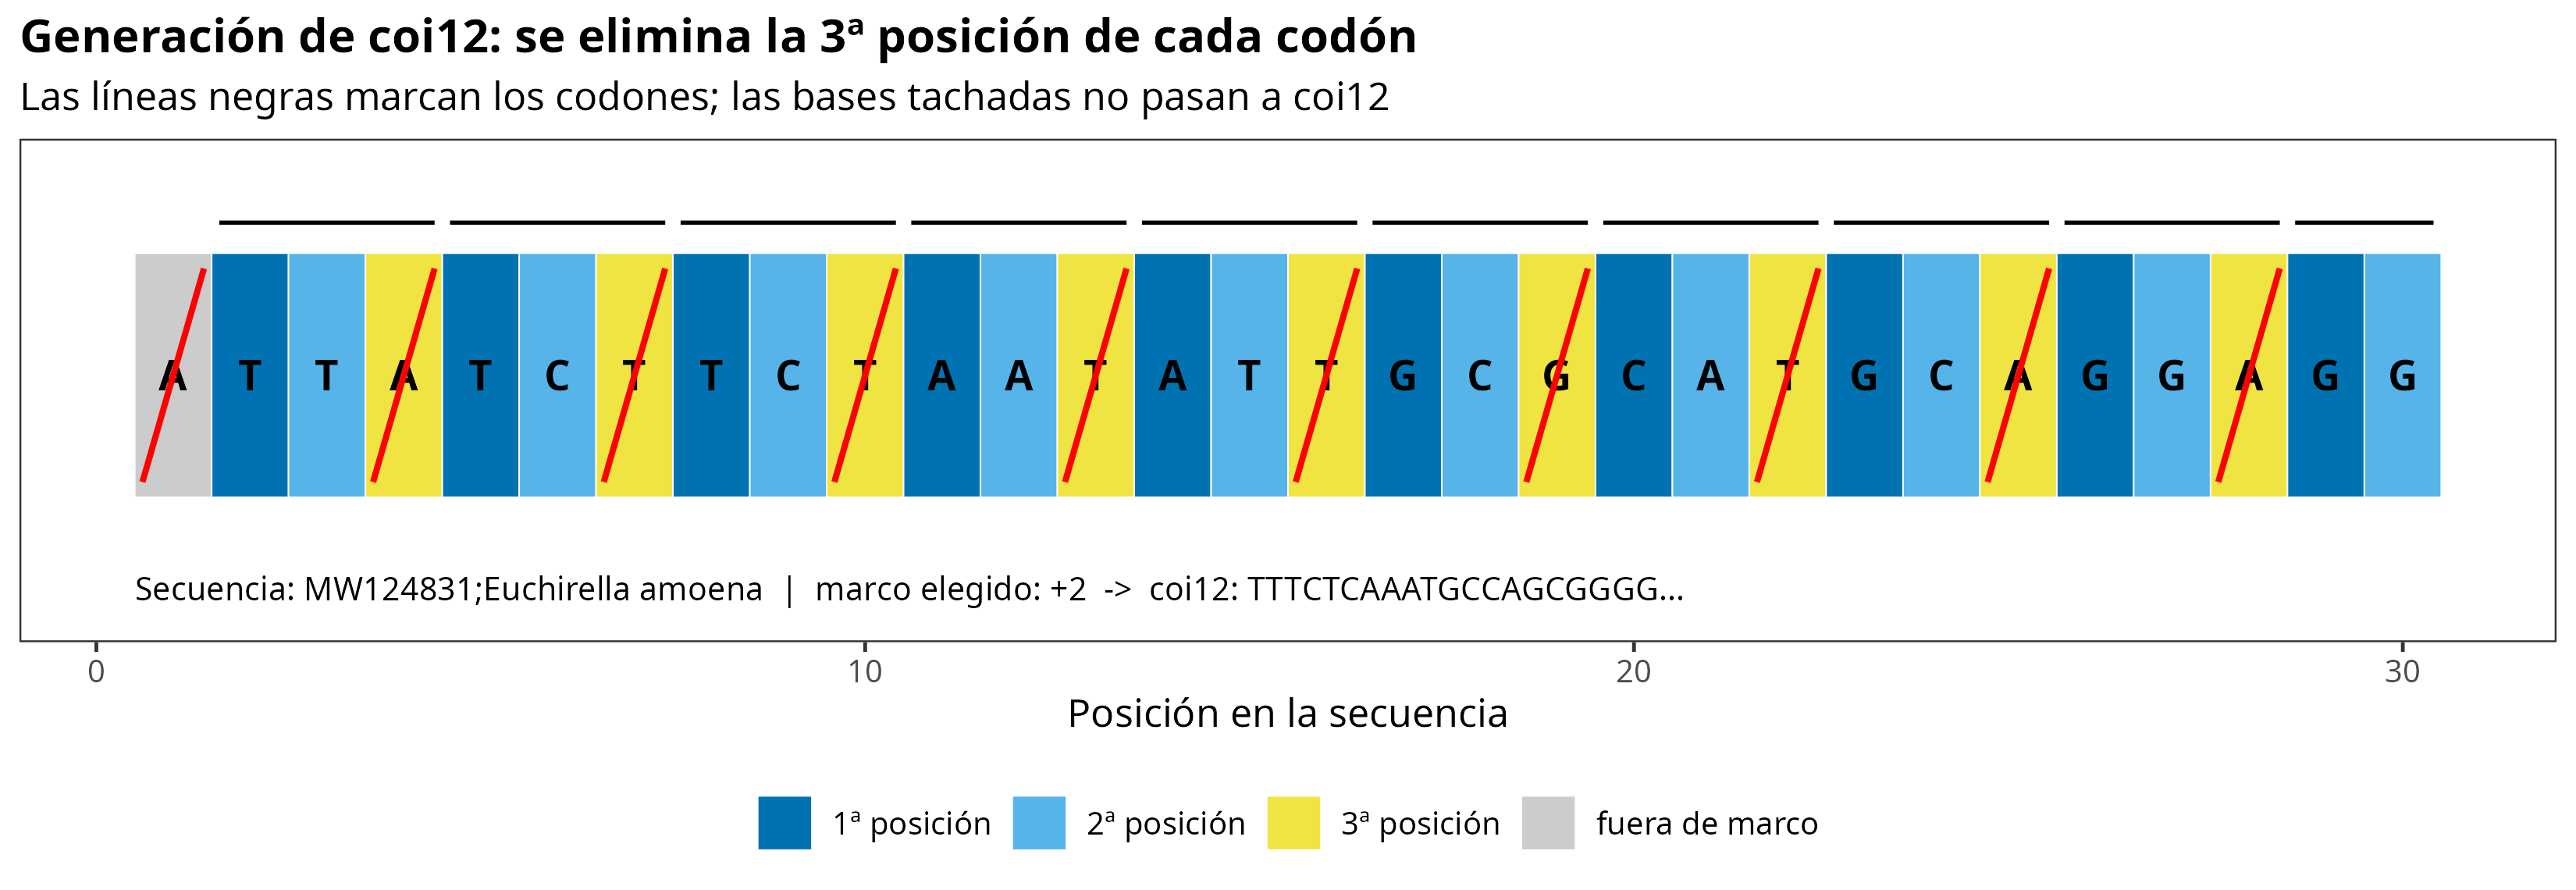 Generación de coi12: se elimina la 3ª posición de cada codón
Las líneas negras marcan los codones; las bases tachadas no pasan a coi12
A T T A T C T T C T A A T A T T G C G C A T G C A G G A G G
Secuencia: MW124831;Euchirella amoena | marco elegido: +2 -> coi12: TTTCTCAAATGCCAGCGGGG...
0 10 20 30
Posición en la secuencia
1ª posición 2ª posición 3ª posición fuera de marco